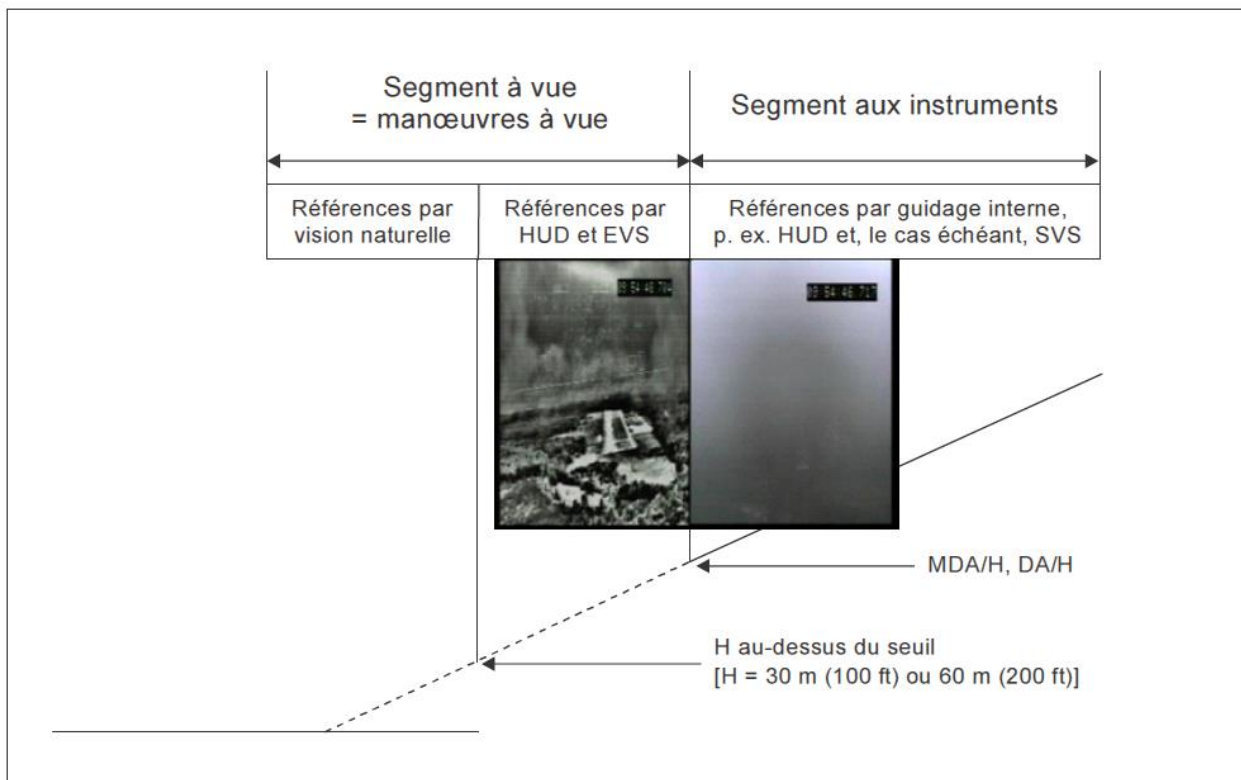 Segment à vue
= manœuvres à vue
Segment aux instruments
Références par
vision naturelle
Références par
HUD et EVS
Références par guidage interne,
p. ex. HUD et, le cas échéant, SVS
MDA/H, DA/H
H au-dessus du seuil
[H = 30 m (100 ft) ou 60 m (200 ft)]